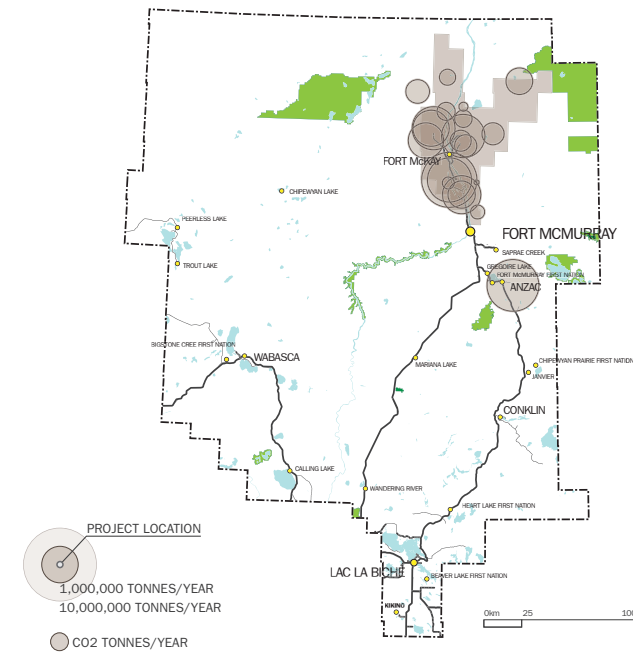 FORT McKAY
CHIPEWYAN LAKE
PEERLESS LAKE
FORT MCMURRAY
SAPRAE CREEK
TROUT LAKE
GREGOIRE LAKE
FORT McMURRAY FIRST NATION
ANZAC
BIGSTONE CREE FIRST NATION
WABASCA
MARIANA LAKE
CHIPEWYAN PRAIRIE FIRST NATION
JANVIER
CONKLIN
CALLING LAKE
WANDERING RIVER
HEART LAKE FIRST NATION
PROJECT LOCATION
LAC LA BICHE
BEAVER LAKE FIRST NATION
1,000,000 TONNES/YEAR
10,000,000 TONNES/YEAR
KIKINO
0km 25 100
CO2 TONNES/YEAR